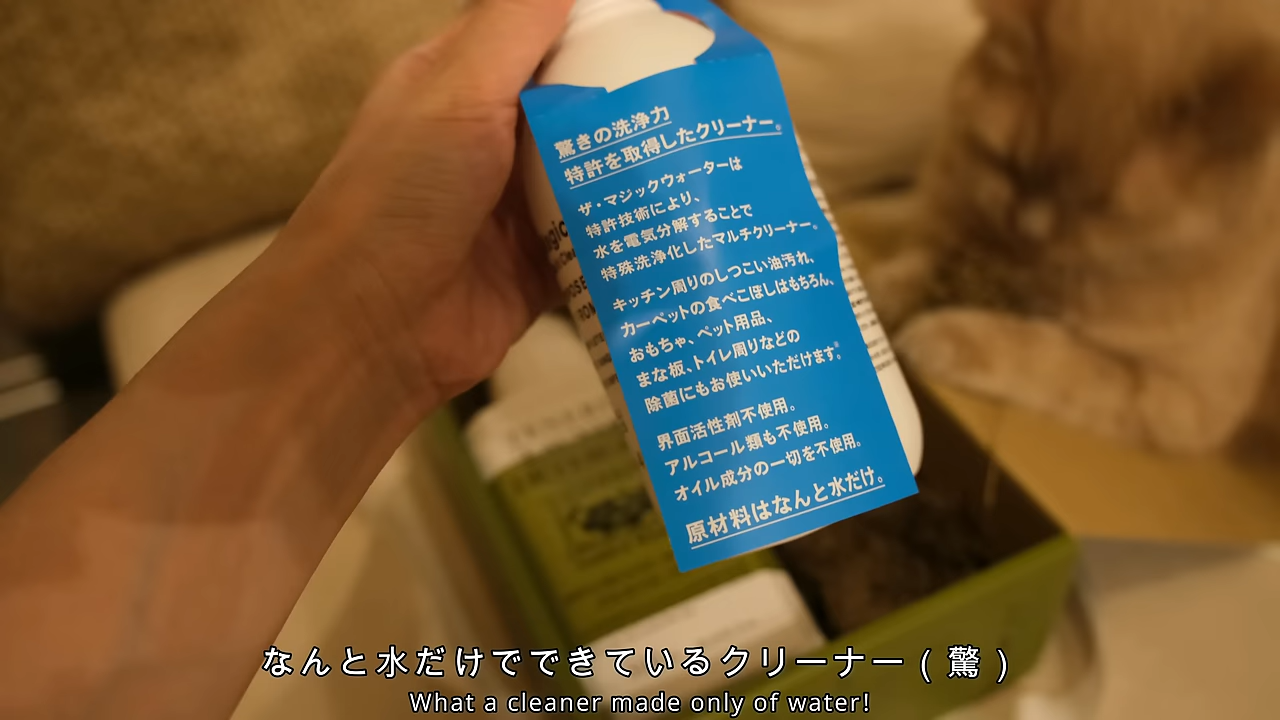 驚きの洗浄力
特許を取得したクリーナー。
ザ・マジックウォーターは
特許技術により、
水を電気分解することで
特殊洗浄化したマルチクリーナー。
キッチン周りのしつこい油汚れ、
カーペットの食べこぼしはもちろん、
おもちゃ、ペット用品、
まな板、トイレ周りなどの
除菌にもお使いいただけます。
界面活性剤不使用。
アルコール類も不使用。
オイル成分の一切を不使用。
原材料はなんと水だけ。
なんと水だけでできているクリーナー(驚)
What a cleaner made only of water!